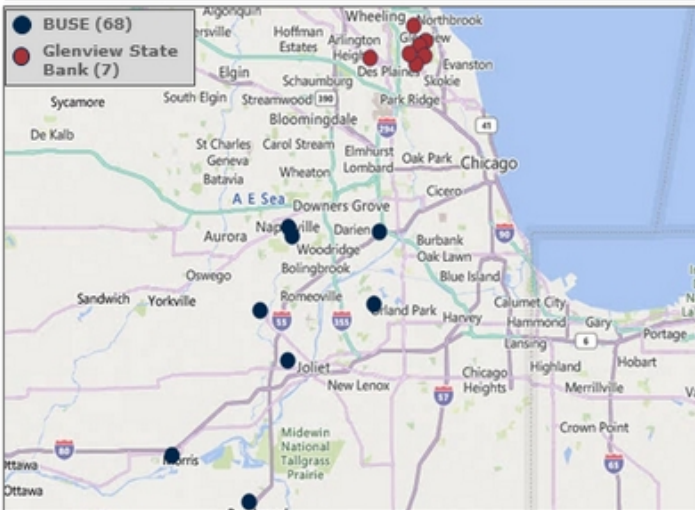 BUSE (68)
Glenview State
Bank (7)
Algonquin
Wheeling
Northbrook
Hoffman
Estates
Arlington
Elgin
Schaumburg
Des Plaines
Skokie
Evanston
Sycamore
South Elgin
Streamwood
390
Park Ridge
Bloomingdale
294
41
De Kalb
St Charles
Carol Stream
Elmhurst
Oak Park
Chicago
Geneva
Lombard
Batavia
Wheaton
Cicero
A E Sea
Downers Grove
Aurora
Darien
Burbank
90
Woodridge
Oak Lawn
Oswego
Bolingbrook
Blue Island
Sandwich
Yorkville
Romeoville
Calumet City
55
355
Harvey
Hammond
Gary
Portage
Lansing
6
Joliet
Chicago
Heights
Highland
Hobart
New Lenox
57
Merrillville
Crown Point
Midewin
National
Tallgrass
Prairie
80
65
Ottawa